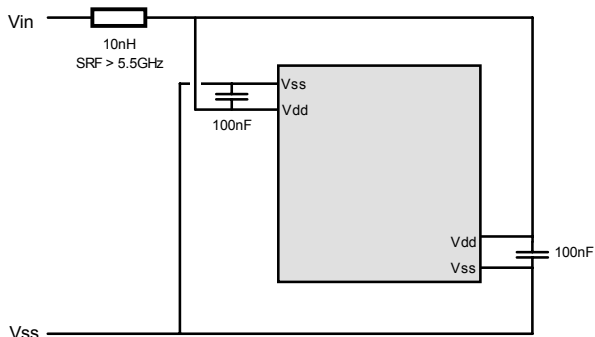 Vin
10nH
SRF > 5.5GHz
Vss
Vdd
100nF
Vdd
Vss
100nF
Vss